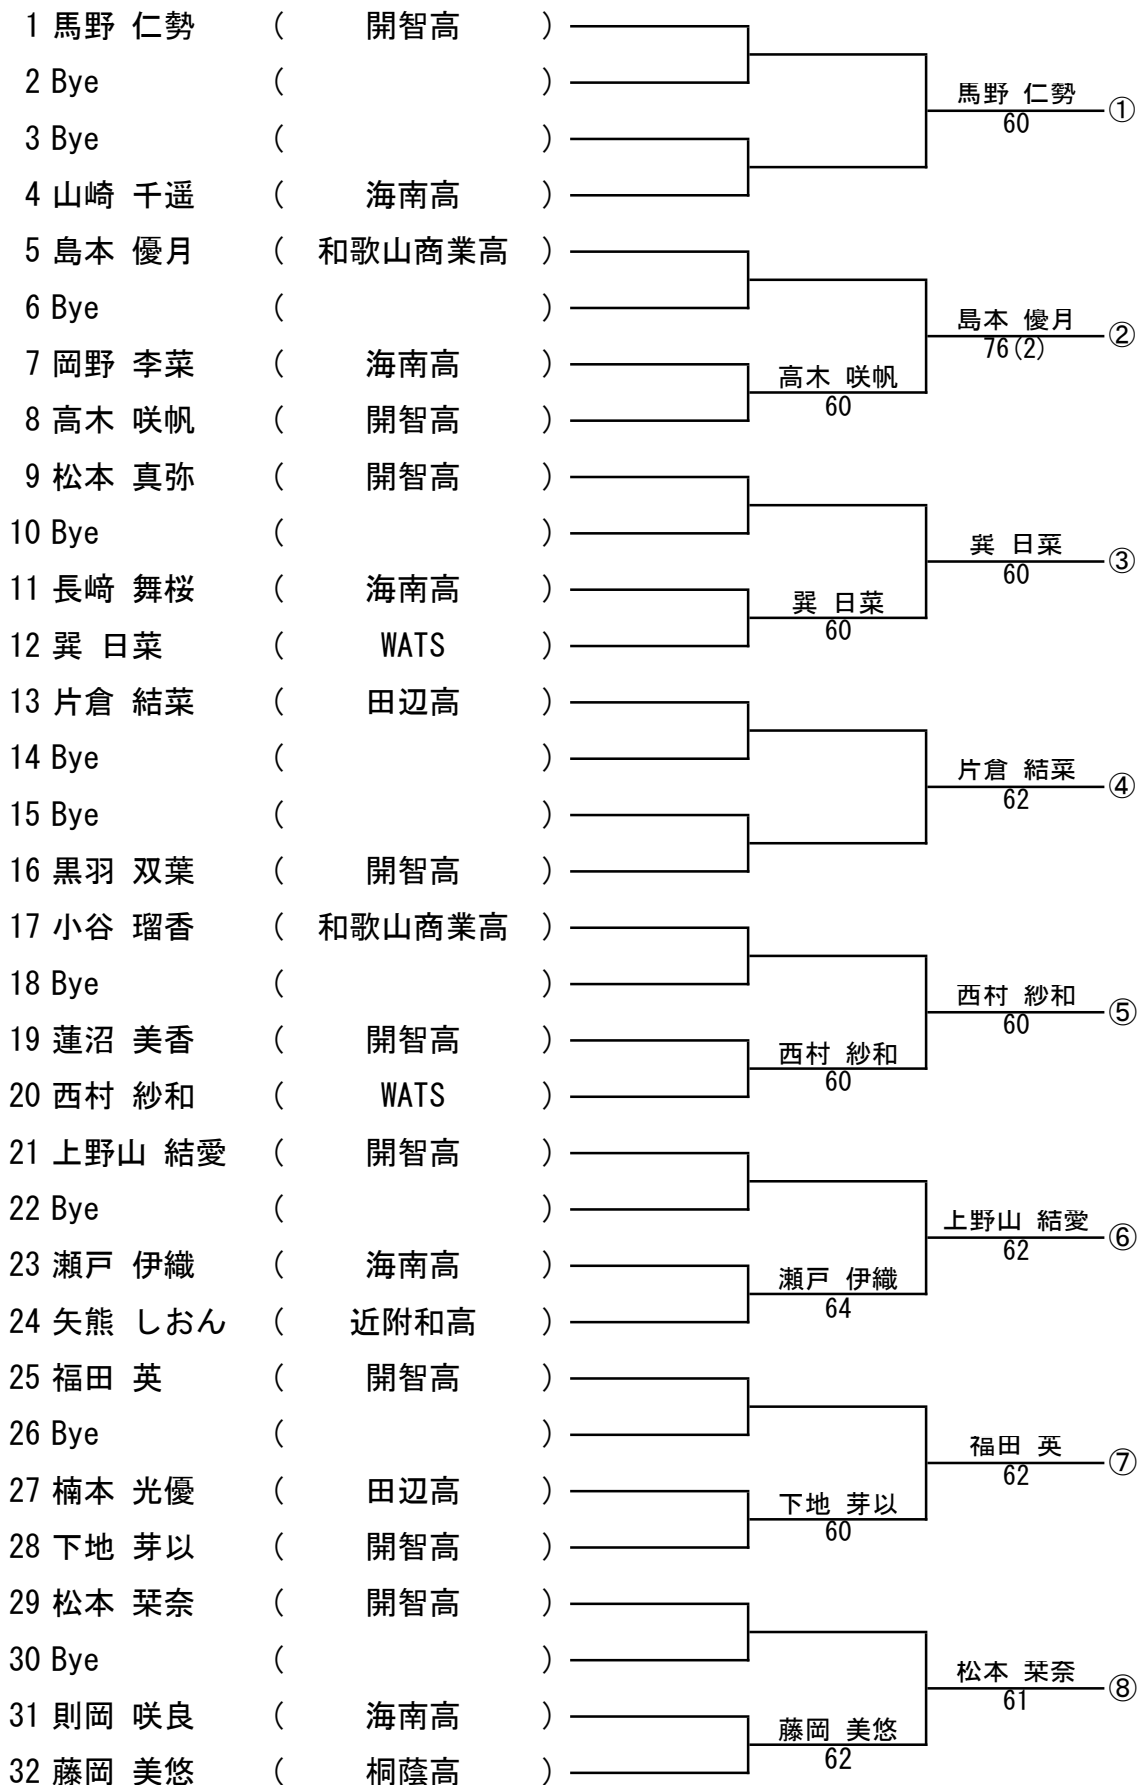 1 馬野 仁勢 ( 開智高 )
2 Bye ( )
馬野 仁勢 ①
60
3 Bye ( )
4 山崎 千遥 ( 海南高 )
5 島本 優月 ( 和歌山商業高 )
6 Bye ( )
島本 優月 ②
76(2)
7 岡野 李菜 ( 海南高 )
高木 咲帆
60
8 高木 咲帆 ( 開智高 )
9 松本 真弥 ( 開智高 )
10 Bye ( )
巽 日菜 ③
60
11 長﨑 舞桜 ( 海南高 )
巽 日菜
60
12 巽 日菜 ( WATS )
13 片倉 結菜 ( 田辺高 )
14 Bye ( )
片倉 結菜 ④
62
15 Bye ( )
16 黒羽 双葉 ( 開智高 )
17 小谷 瑠香 ( 和歌山商業高 )
18 Bye ( )
西村 紗和 ⑤
60
19 蓮沼 美香 ( 開智高 )
西村 紗和
60
20 西村 紗和 ( WATS )
21 上野山 結愛 ( 開智高 )
22 Bye ( )
上野山 結愛 ⑥
62
23 瀬戸 伊織 ( 海南高 )
瀬戸 伊織
64
24 矢熊 しおん ( 近附和高 )
25 福田 英 ( 開智高 )
26 Bye ( )
福田 英 ⑦
62
27 楠本 光優 ( 田辺高 )
下地 芽以
60
28 下地 芽以 ( 開智高 )
29 松本 栞奈 ( 開智高 )
30 Bye ( )
松本 栞奈 ⑧
61
31 則岡 咲良 ( 海南高 )
藤岡 美悠
62
32 藤岡 美悠 ( 桐蔭高 )